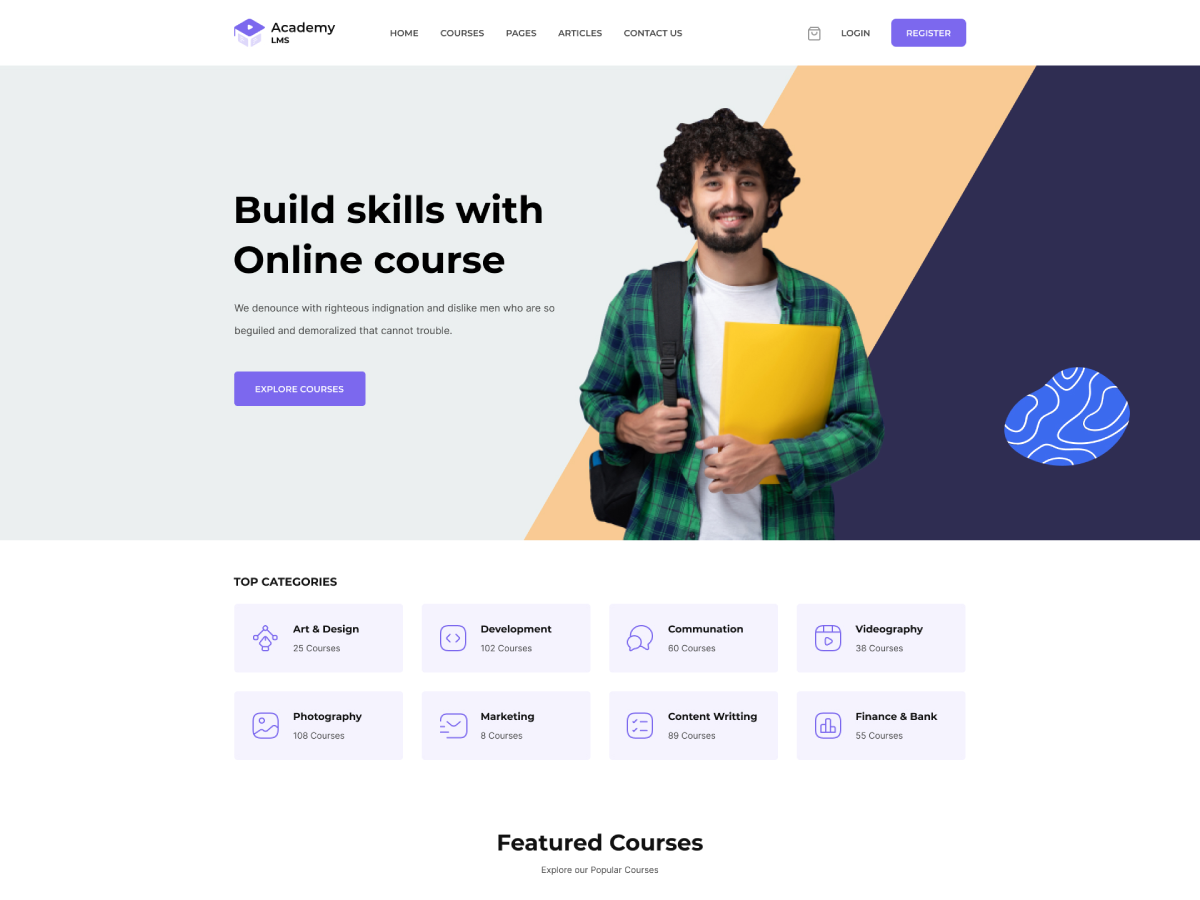 Academy
LMS
HOME
COURSES
PAGES
ARTICLES
CONTACT US
LOGIN
REGISTER
Build skills with
Online course
We denounce with righteous indignation and dislike men who are so
beguiled and demoralized that cannot trouble.
EXPLORE COURSES
TOP CATEGORIES
Art & Design
25 Courses
Development
102 Courses
Communation
60 Courses
Videography
38 Courses
Photography
108 Courses
Marketing
8 Courses
Content Writting
89 Courses
Finance & Bank
55 Courses
Featured Courses
Explore our Popular Courses